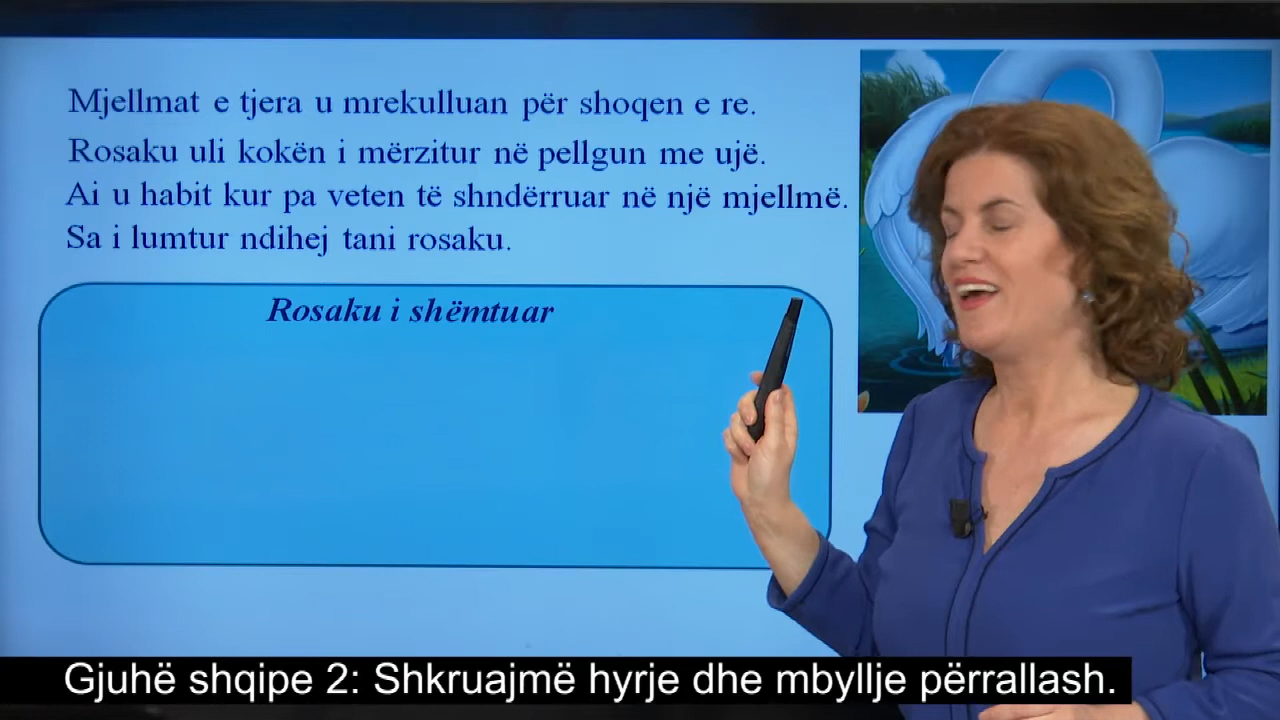 Mjellmat e tjera u mrekulluan për shoqen e re.
Rosaku uli kokën i mërzitur në pellgun me ujë.
Ai u habit kur pa veten të shndërruar në një mjellmë.
Sa i lumtur ndihej tani rosaku.
Rosaku i shëmtuar
Gjuhë shqipe 2: Shkruajmë hyrje dhe mbyllje përrallash.